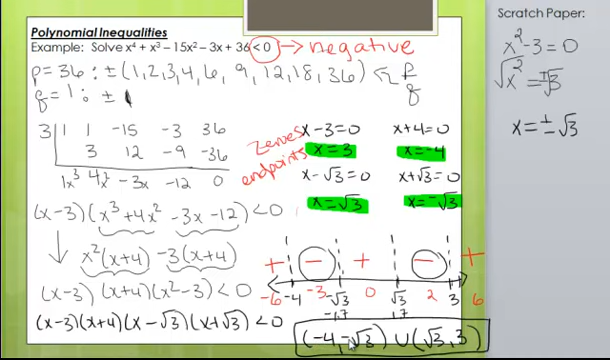 Polynomial Inequalities
Example: Solve x⁴ + x³ – 15x² – 3x + 36 < 0 → negative
p = 36 : ± (1, 2, 3, 4, 6, 9, 12, 18, 36) ← p/q
q = 1 : ± 1
3| 1 1 -15 -3 36
3 12 -9 -36
1x³ 4x² -3x -12 0
(x-3)(x³ + 4x² -3x -12) < 0
x²(x+4) -3(x+4)
(x-3) (x+4)(x²-3) < 0
(x-3)(x+4)(x-√3)(x+√3) < 0
zeroes
endpoints
x-3=0 x+4=0
x=3 x=-4
x-√3=0 x+√3=0
x=√3 x=-√3
+ - + - +
-6 -4 -3 -√3 0 √3 2 3 6
-1.7 1.7
(-4, -√3) ∪ (√3, 3)
Scratch Paper:
x²-3=0
√x² = ±√3
x = ±√3